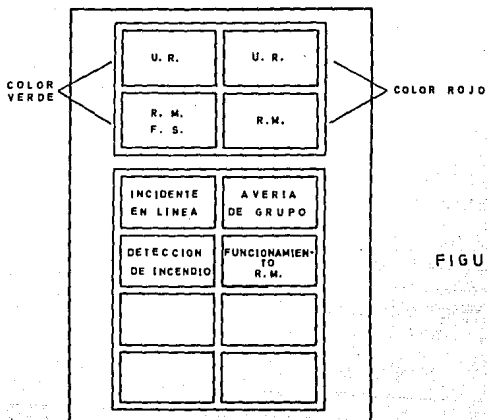 U. R.
U. R.
COLOR
VERDE
COLOR ROJO
R. M.
F. S.
R.M.
INCIDENTE
EN LINEA
AVERIA
DE GRUPO
DETECCION
DE INCENDIO
FUNCIONAMIEN-
TO
R.M.
FIGU